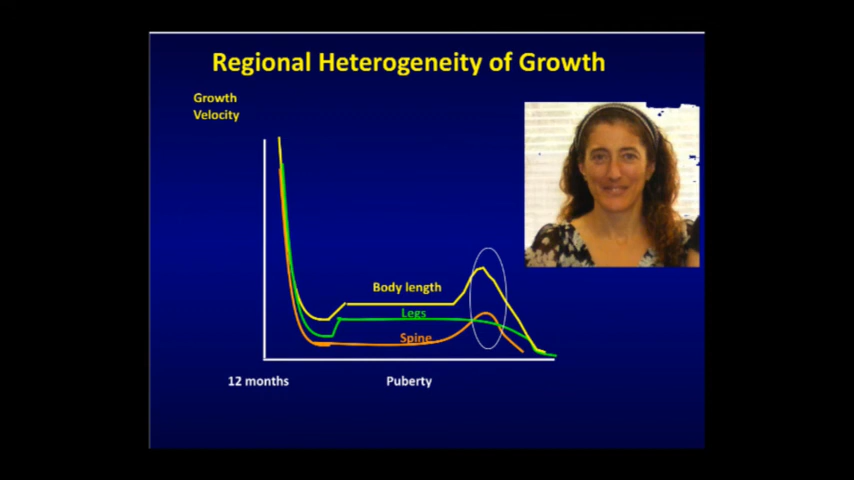 Regional Heterogeneity of Growth
Growth
Velocity
Body length
Legs
Spine
12 months
Puberty